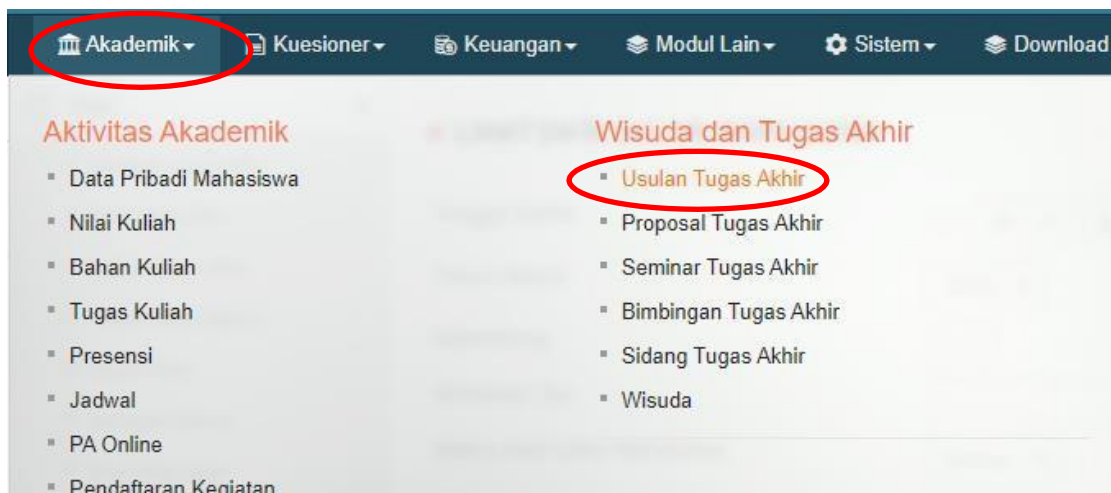 Akademik Kuesioner Keuangan Modul Lain Sistem Download
Aktivitas Akademik
Data Pribadi Mahasiswa
Nilai Kuliah
Bahan Kuliah
Tugas Kuliah
Presensi
Jadwal
PA Online
Pendaftaran Kegiatan
Wisuda dan Tugas Akhir
Usulan Tugas Akhir
Proposal Tugas Akhir
Seminar Tugas Akhir
Bimbingan Tugas Akhir
Sidang Tugas Akhir
Wisuda